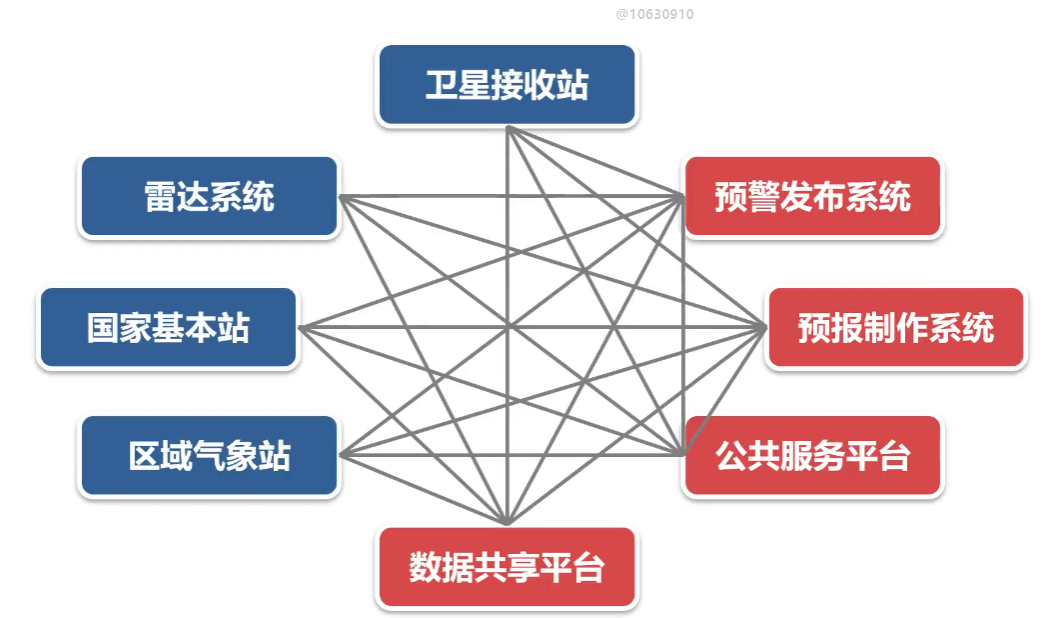 @10630910
卫星接收站
雷达系统
预警发布系统
国家基本站
预报制作系统
区域气象站
公共服务平台
数据共享平台